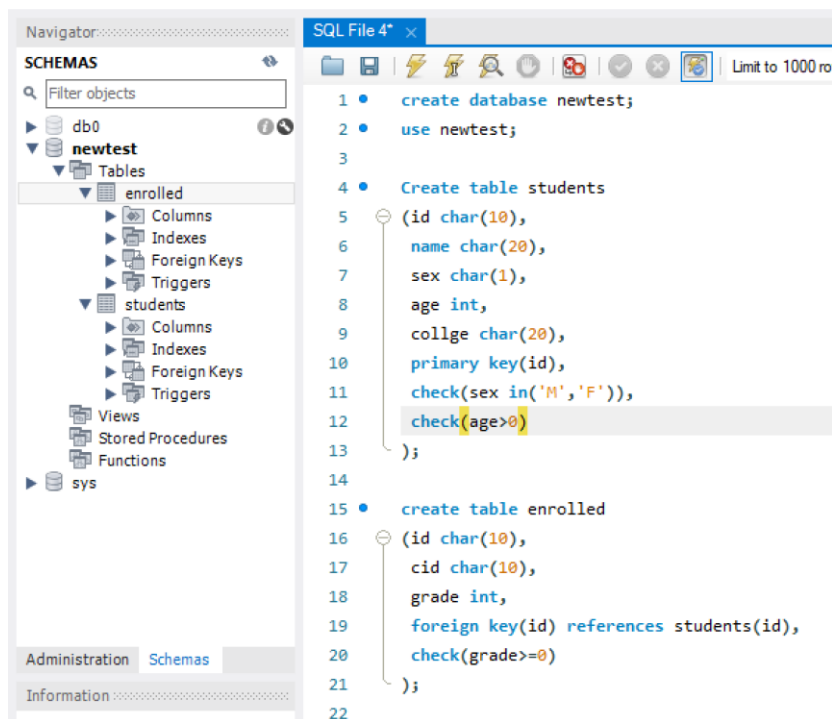 Navigator
SCHEMAS
Filter objects
db0
newtest
Tables
enrolled
Columns
Indexes
Foreign Keys
Triggers
students
Columns
Indexes
Foreign Keys
Triggers
Views
Stored Procedures
Functions
sys
Administration Schemas
Information
SQL File 4*
Limit to 1000 ro
1 create database newtest;
2 use newtest;
3
4 Create table students
5 (id char(10),
6 name char(20),
7 sex char(1),
8 age int,
9 collge char(20),
10 primary key(id),
11 check(sex in('M','F')),
12 check(age>0)
13 );
14
15 create table enrolled
16 (id char(10),
17 cid char(10),
18 grade int,
19 foreign key(id) references students(id),
20 check(grade>=0)
21 );
22